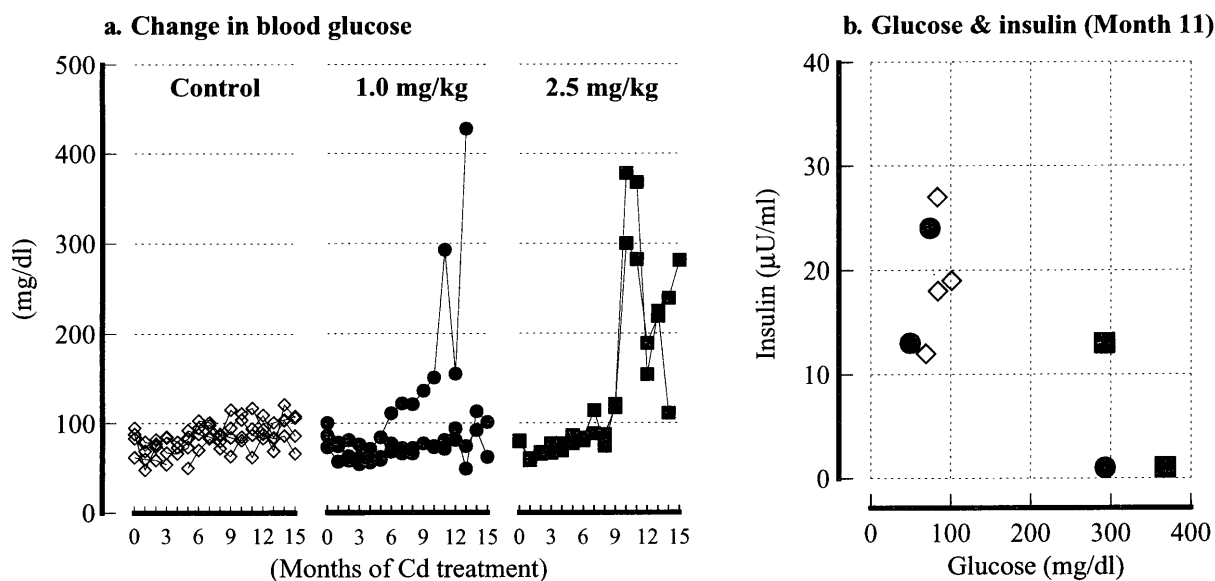 a. Change in blood glucose
500
400
300
200
100
0
(mg/dl)
Control
1.0 mg/kg
2.5 mg/kg
0 3 6 9 12 15
0 3 6 9 12 15
0 3 6 9 12 15
(Months of Cd treatment)
b. Glucose & insulin (Month 11)
40
30
20
10
0
Insulin (µU/ml)
0 100 200 300 400
Glucose (mg/dl)